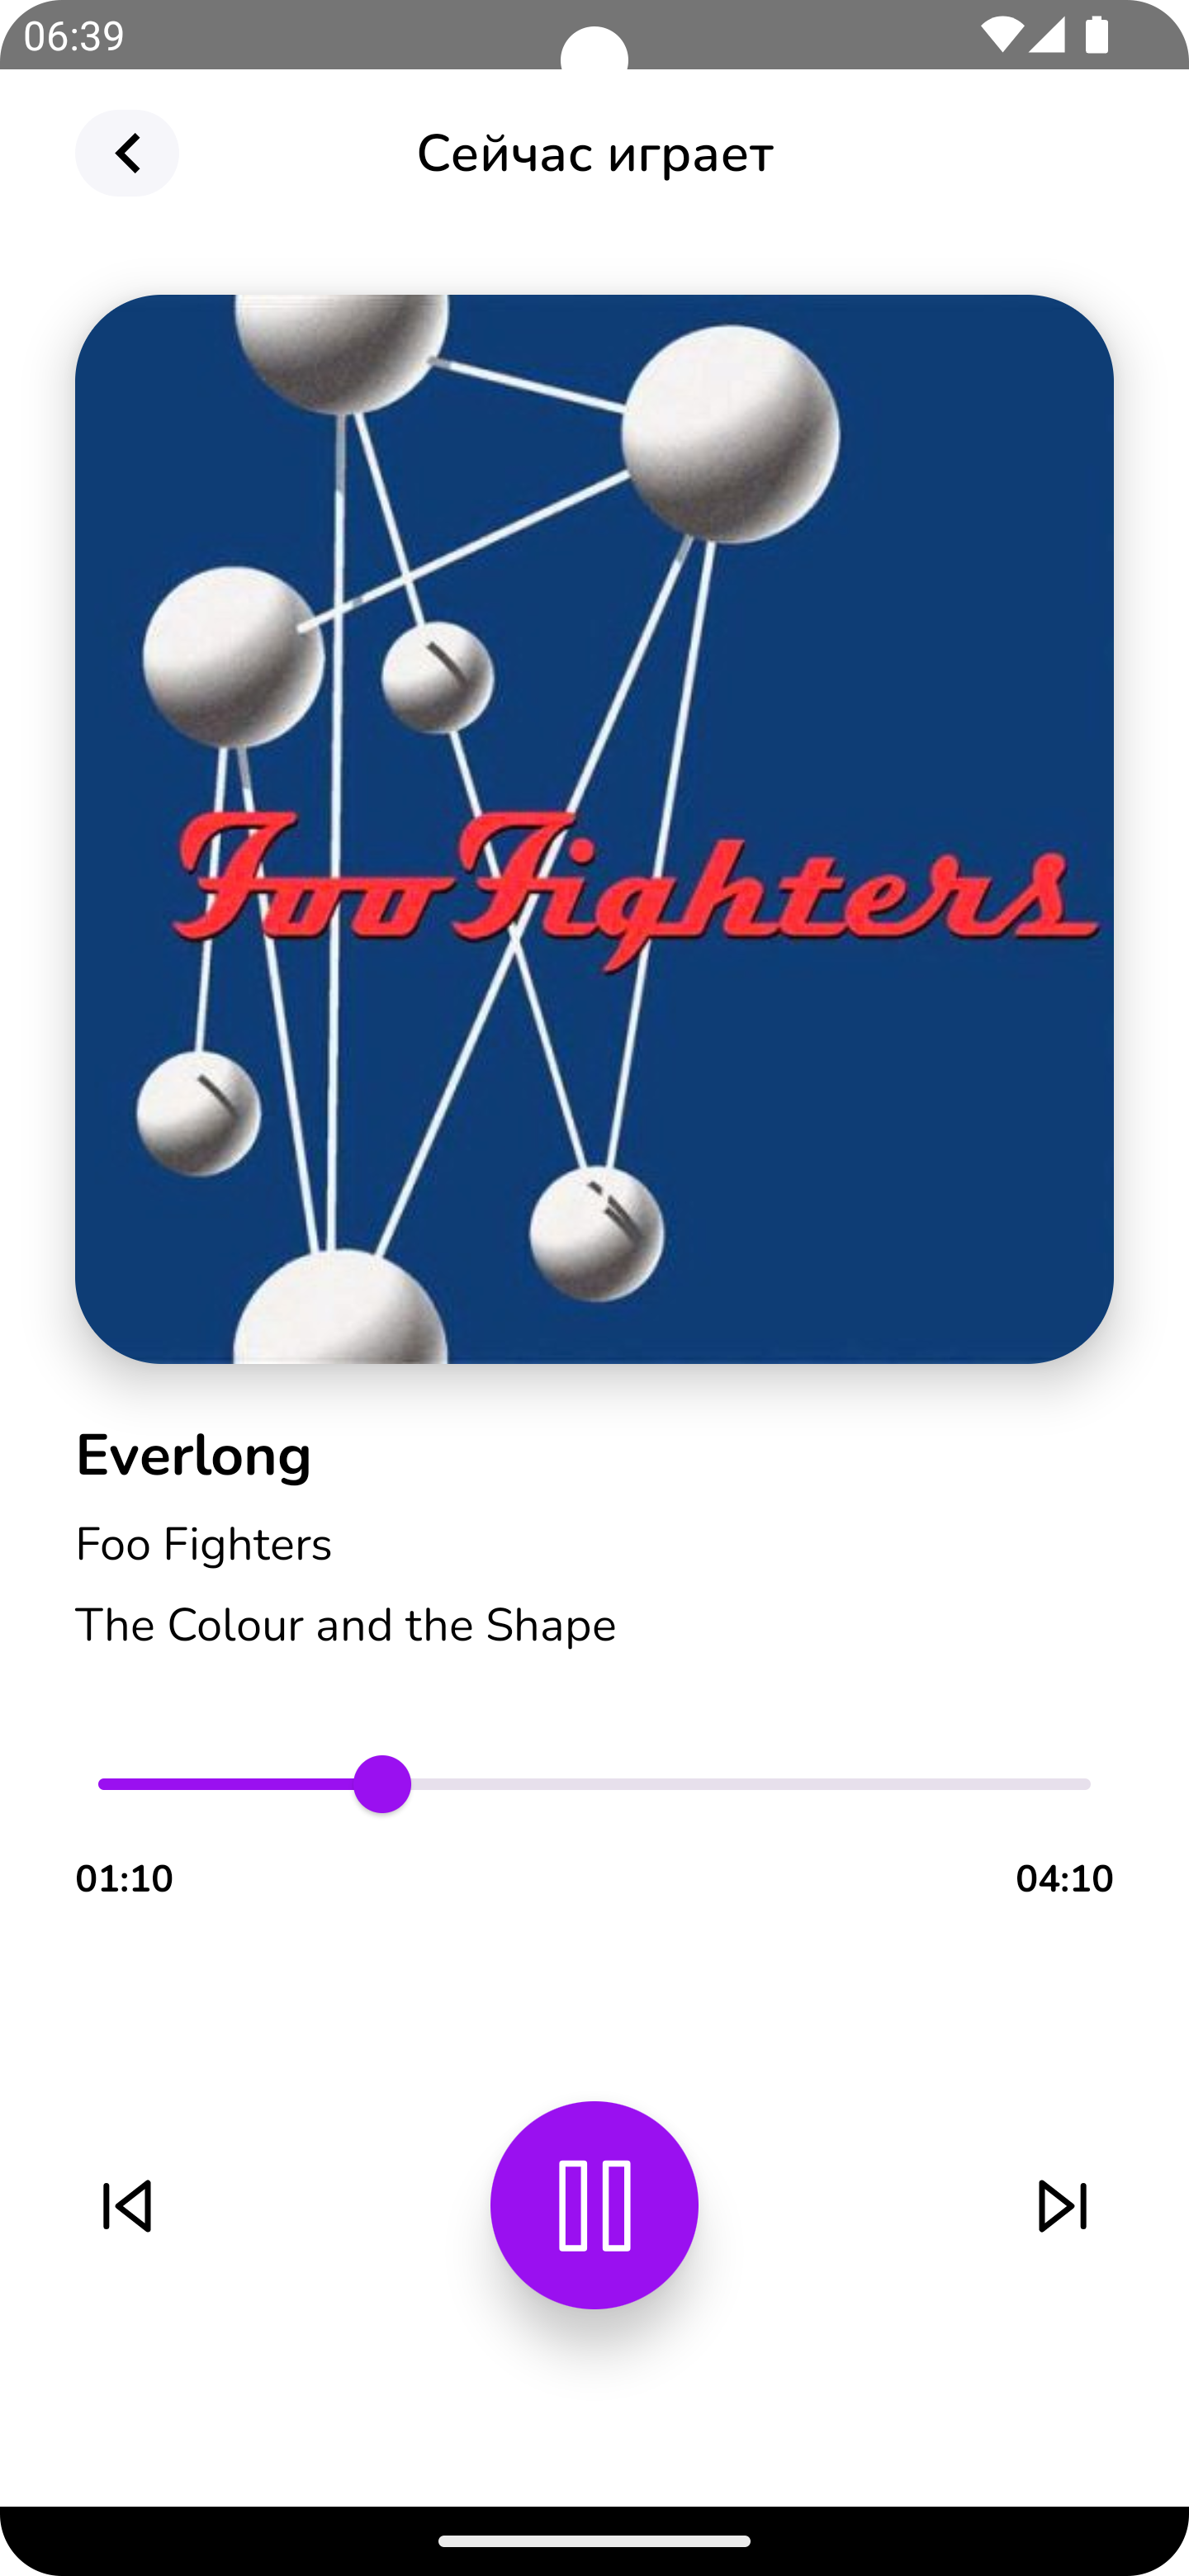 06:39
Сейчас играет
Foo Fighters
Everlong
Foo Fighters
The Colour and the Shape
01:10
04:10